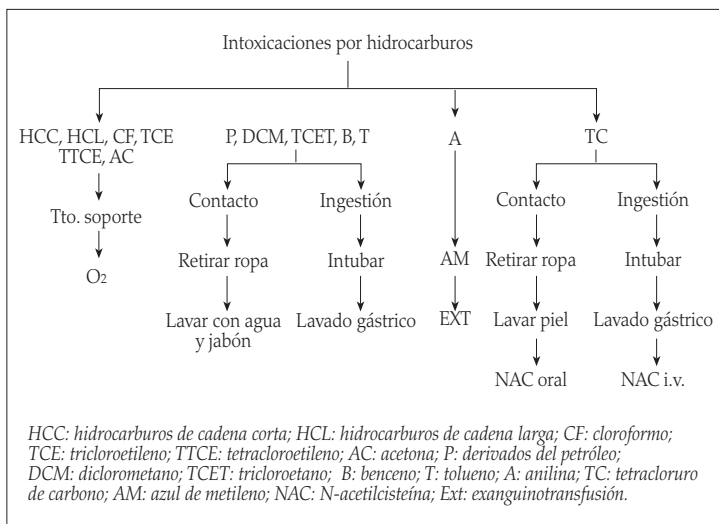 Intoxicaciones por hidrocarburos
HCC, HCL, CF, TCE
TTCE, AC
P, DCM, TCET, B, T
A
TC
Tto. soporte
Contacto
Ingestión
Contacto
Ingestión
O2
Retirar ropa
Intubar
AM
Retirar ropa
Intubar
Lavar con agua
y jabón
Lavado gástrico
EXT
Lavar piel
Lavado gástrico
NAC oral
NAC i.v.
HCC: hidrocarburos de cadena corta; HCL: hidrocarburos de cadena larga; CF: cloroformo;
TCE: tricloroetileno; TTCE: tetracloroetileno; AC: acetona; P: derivados del petróleo;
DCM: diclorometano; TCET: tricloroetano; B: benceno; T: tolueno; A: anilina; TC: tetracloruro
de carbono; AM: azul de metileno; NAC: N-acetilcisteína; Ext: exanguinotransfusión.